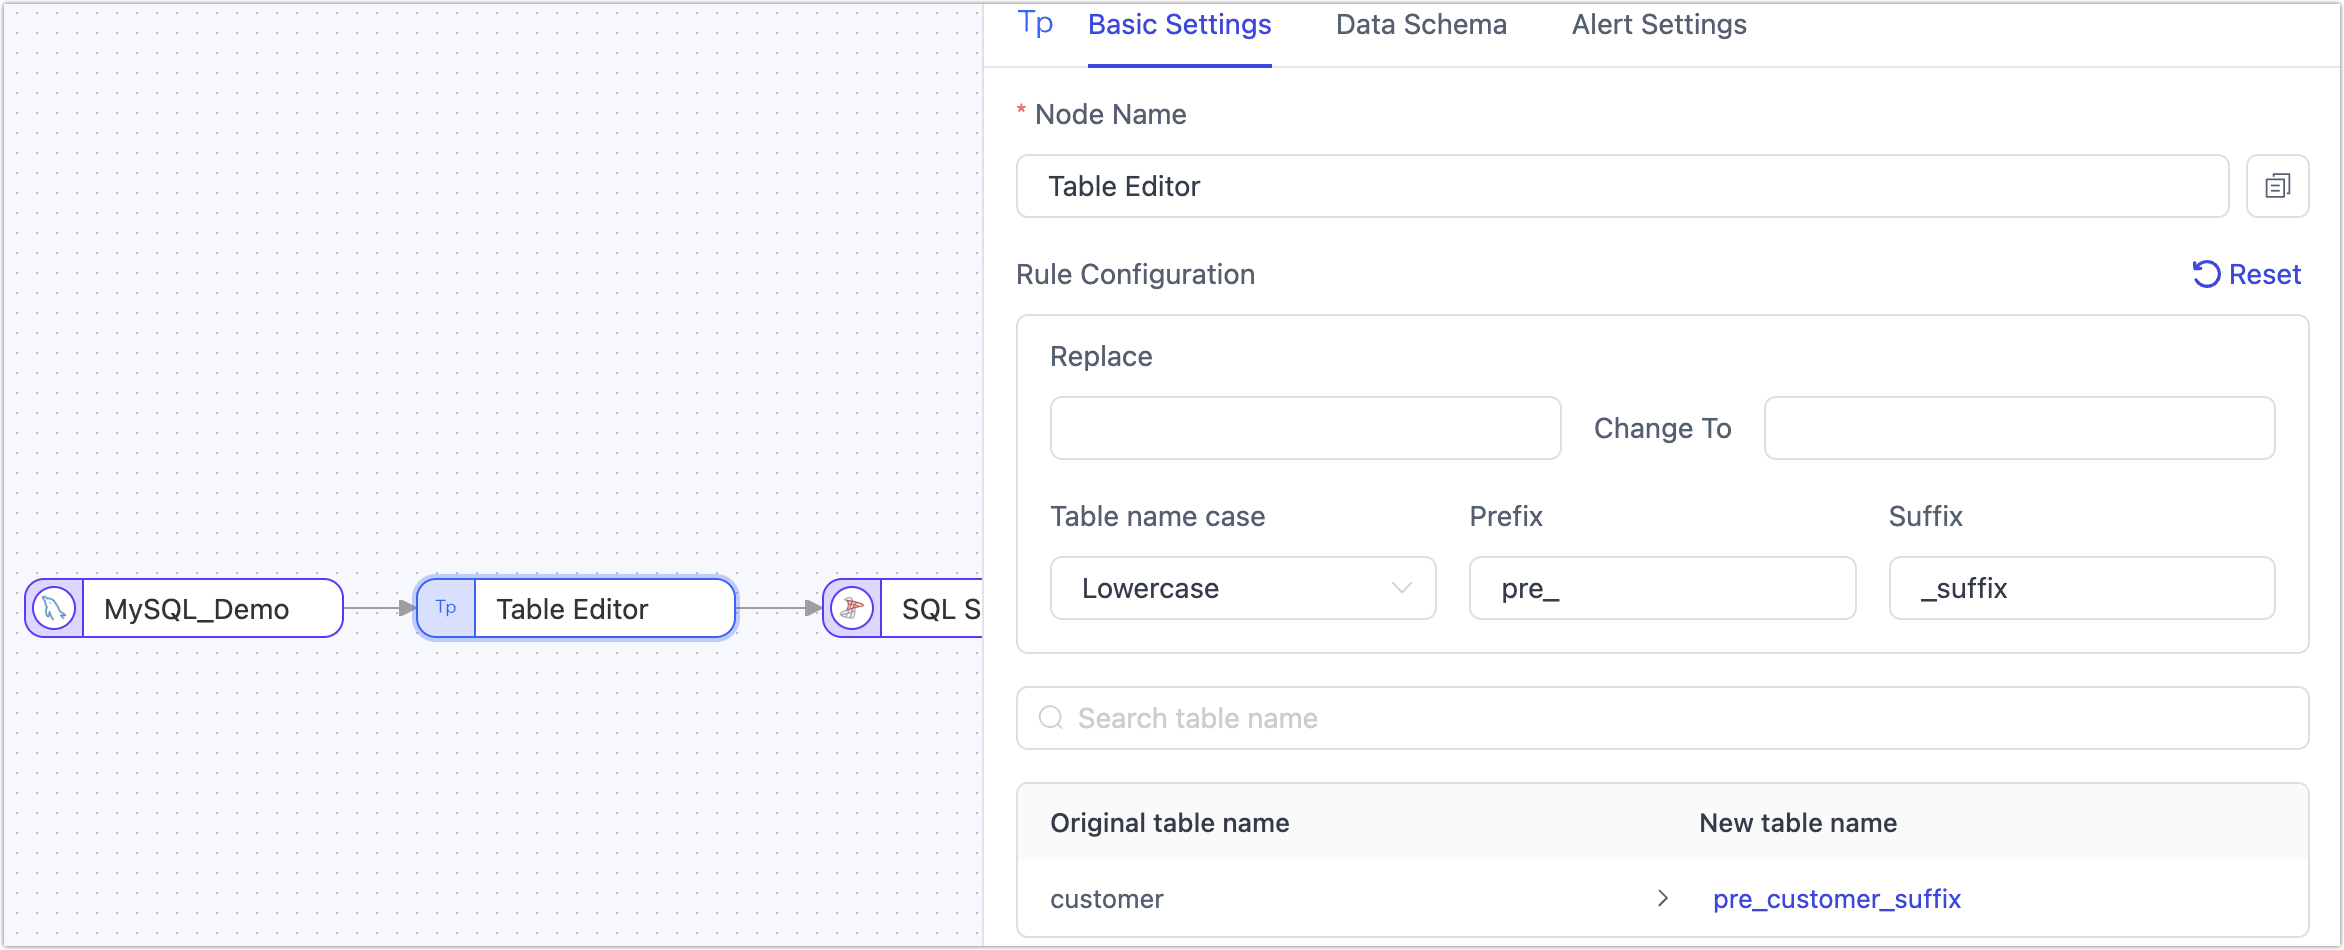 Tp Basic Settings Data Schema Alert Settings
* Node Name
Table Editor
Rule Configuration Reset
Replace
Change To
Table name case Prefix Suffix
Lowercase pre_ _suffix
MySQL_Demo Tp Table Editor SQL S
Search table name
Original table name New table name
customer > pre_customer_suffix